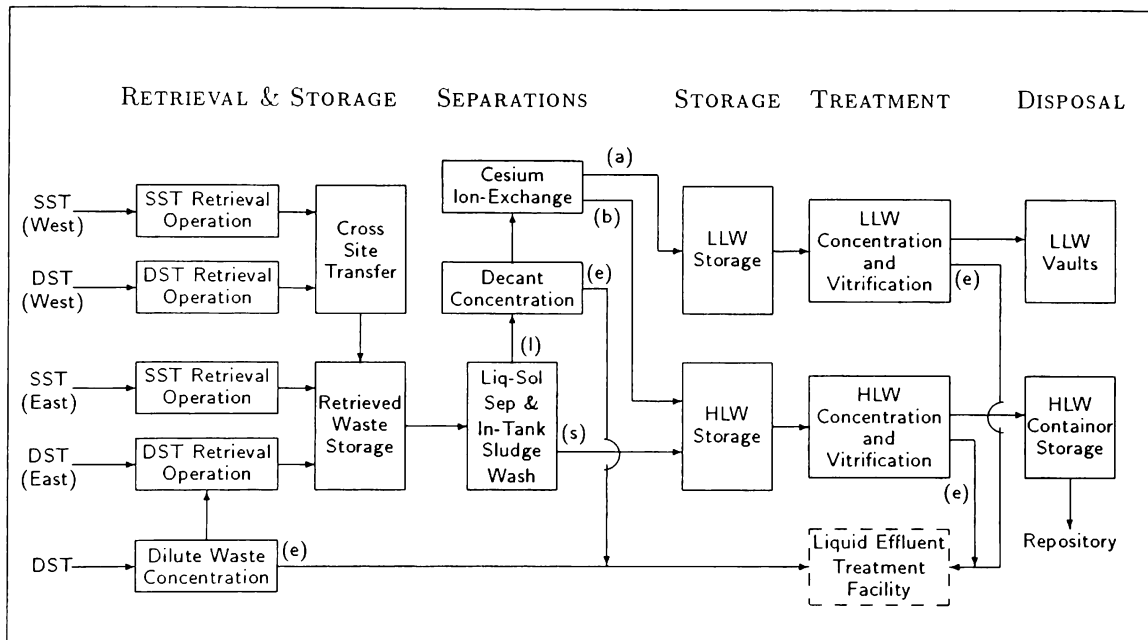 RETRIEVAL & STORAGE
SEPARATIONS
STORAGE
TREATMENT
DISPOSAL
SST
(West)
SST Retrieval
Operation
DST
(West)
DST Retrieval
Operation
Cross
Site
Transfer
SST
(East)
SST Retrieval
Operation
DST
(East)
DST Retrieval
Operation
Retrieved
Waste
Storage
DST
Dilute Waste
Concentration
(e)
Cesium
Ion-Exchange
(a)
(b)
Decant
Concentration
(e)
(l)
Liq-Sol
Sep &
In-Tank
Sludge
Wash
(s)
LLW
Storage
HLW
Storage
LLW
Concentration
and
Vitrification
(e)
HLW
Concentration
and
Vitrification
(e)
Liquid Effluent
Treatment
Facility
LLW
Vaults
HLW
Containor
Storage
Repository